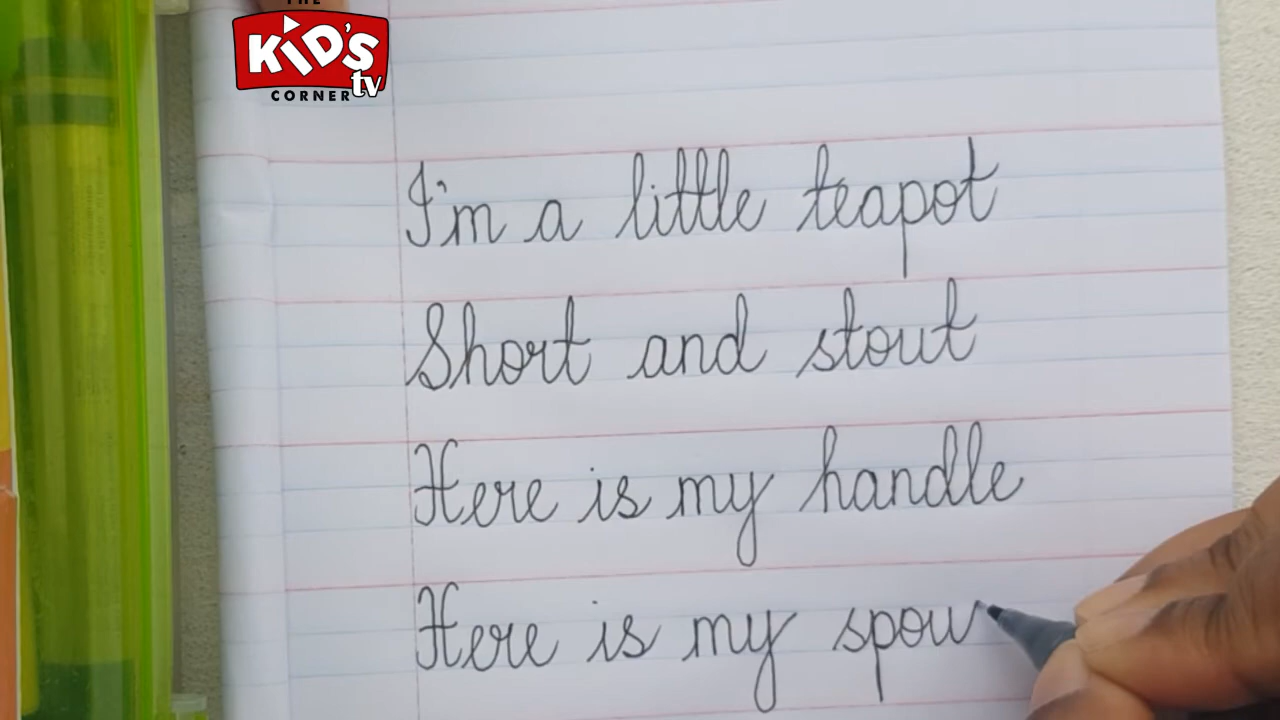 THE
KiD'S
tv
CORNER
I'm a little teapot
Short and stout
Here is my handle
Here is my spou